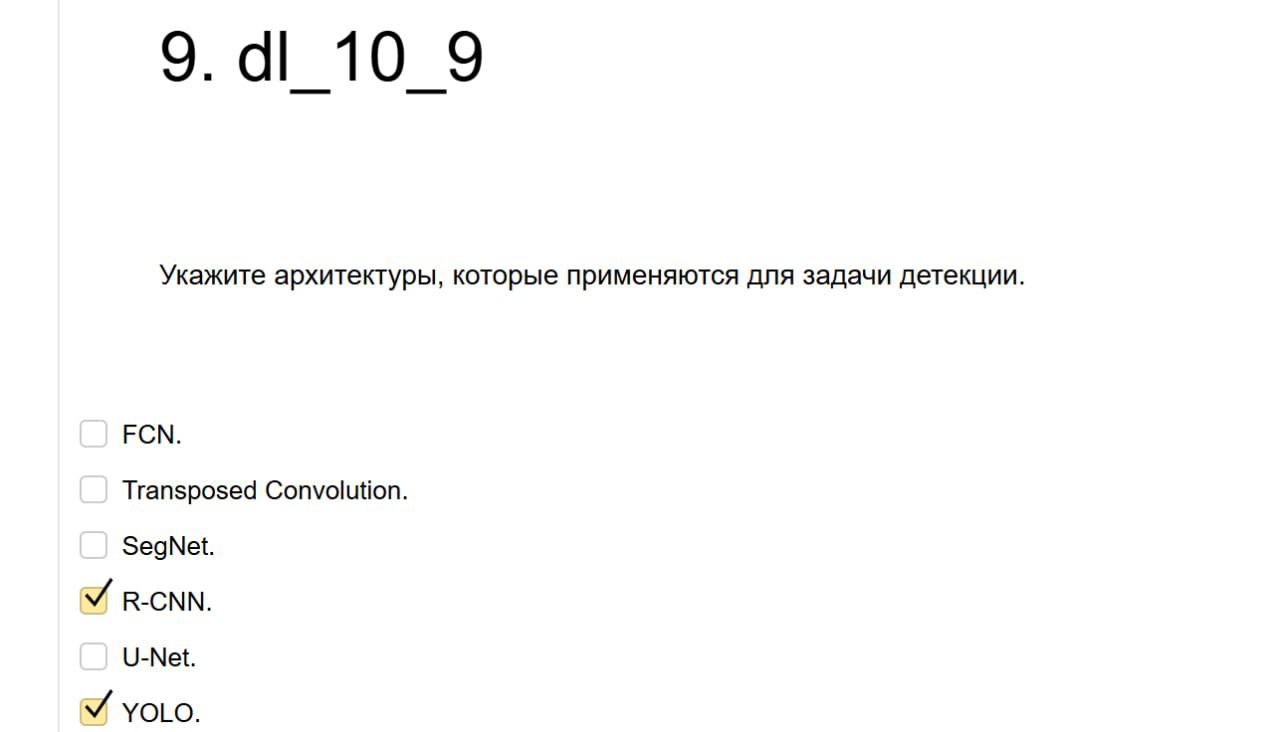 9. dl_10_9
Укажите архитектуры, которые применяются для задачи детекции.
FCN.
Transposed Convolution.
SegNet.
R-CNN.
U-Net.
YOLO.